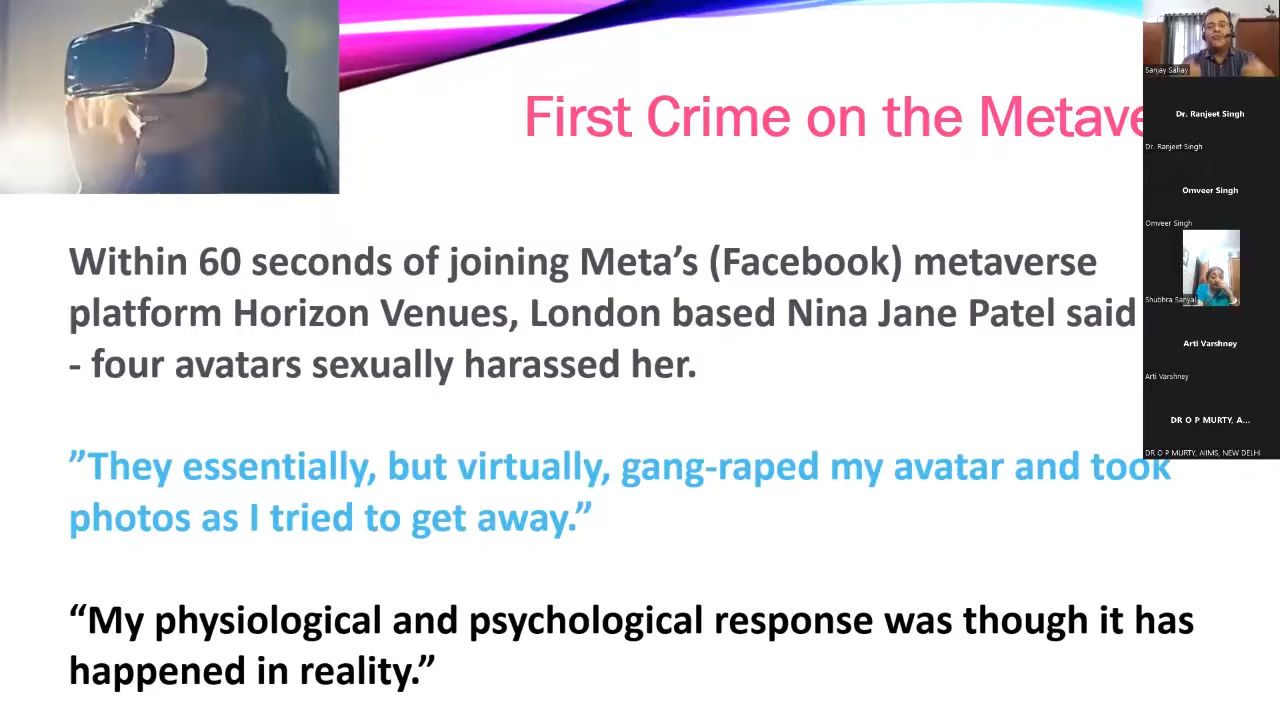 First Crime on the Metave
Within 60 seconds of joining Meta’s (Facebook) metaverse
platform Horizon Venues, London based Nina Jane Patel said
- four avatars sexually harassed her.
”They essentially, but virtually, gang-raped my avatar and took
photos as I tried to get away.”
“My physiological and psychological response was though it has
happened in reality.”
Sanjay Sahay
Dr. Ranjeet Singh
Dr. Ranjeet Singh
Omveer Singh
Omveer Singh
Shubhra Sanyal
Arti Varshney
Arti Varshney
DR O P MURTY, A...
DR O P MURTY, AIIMS, NEW DELHI